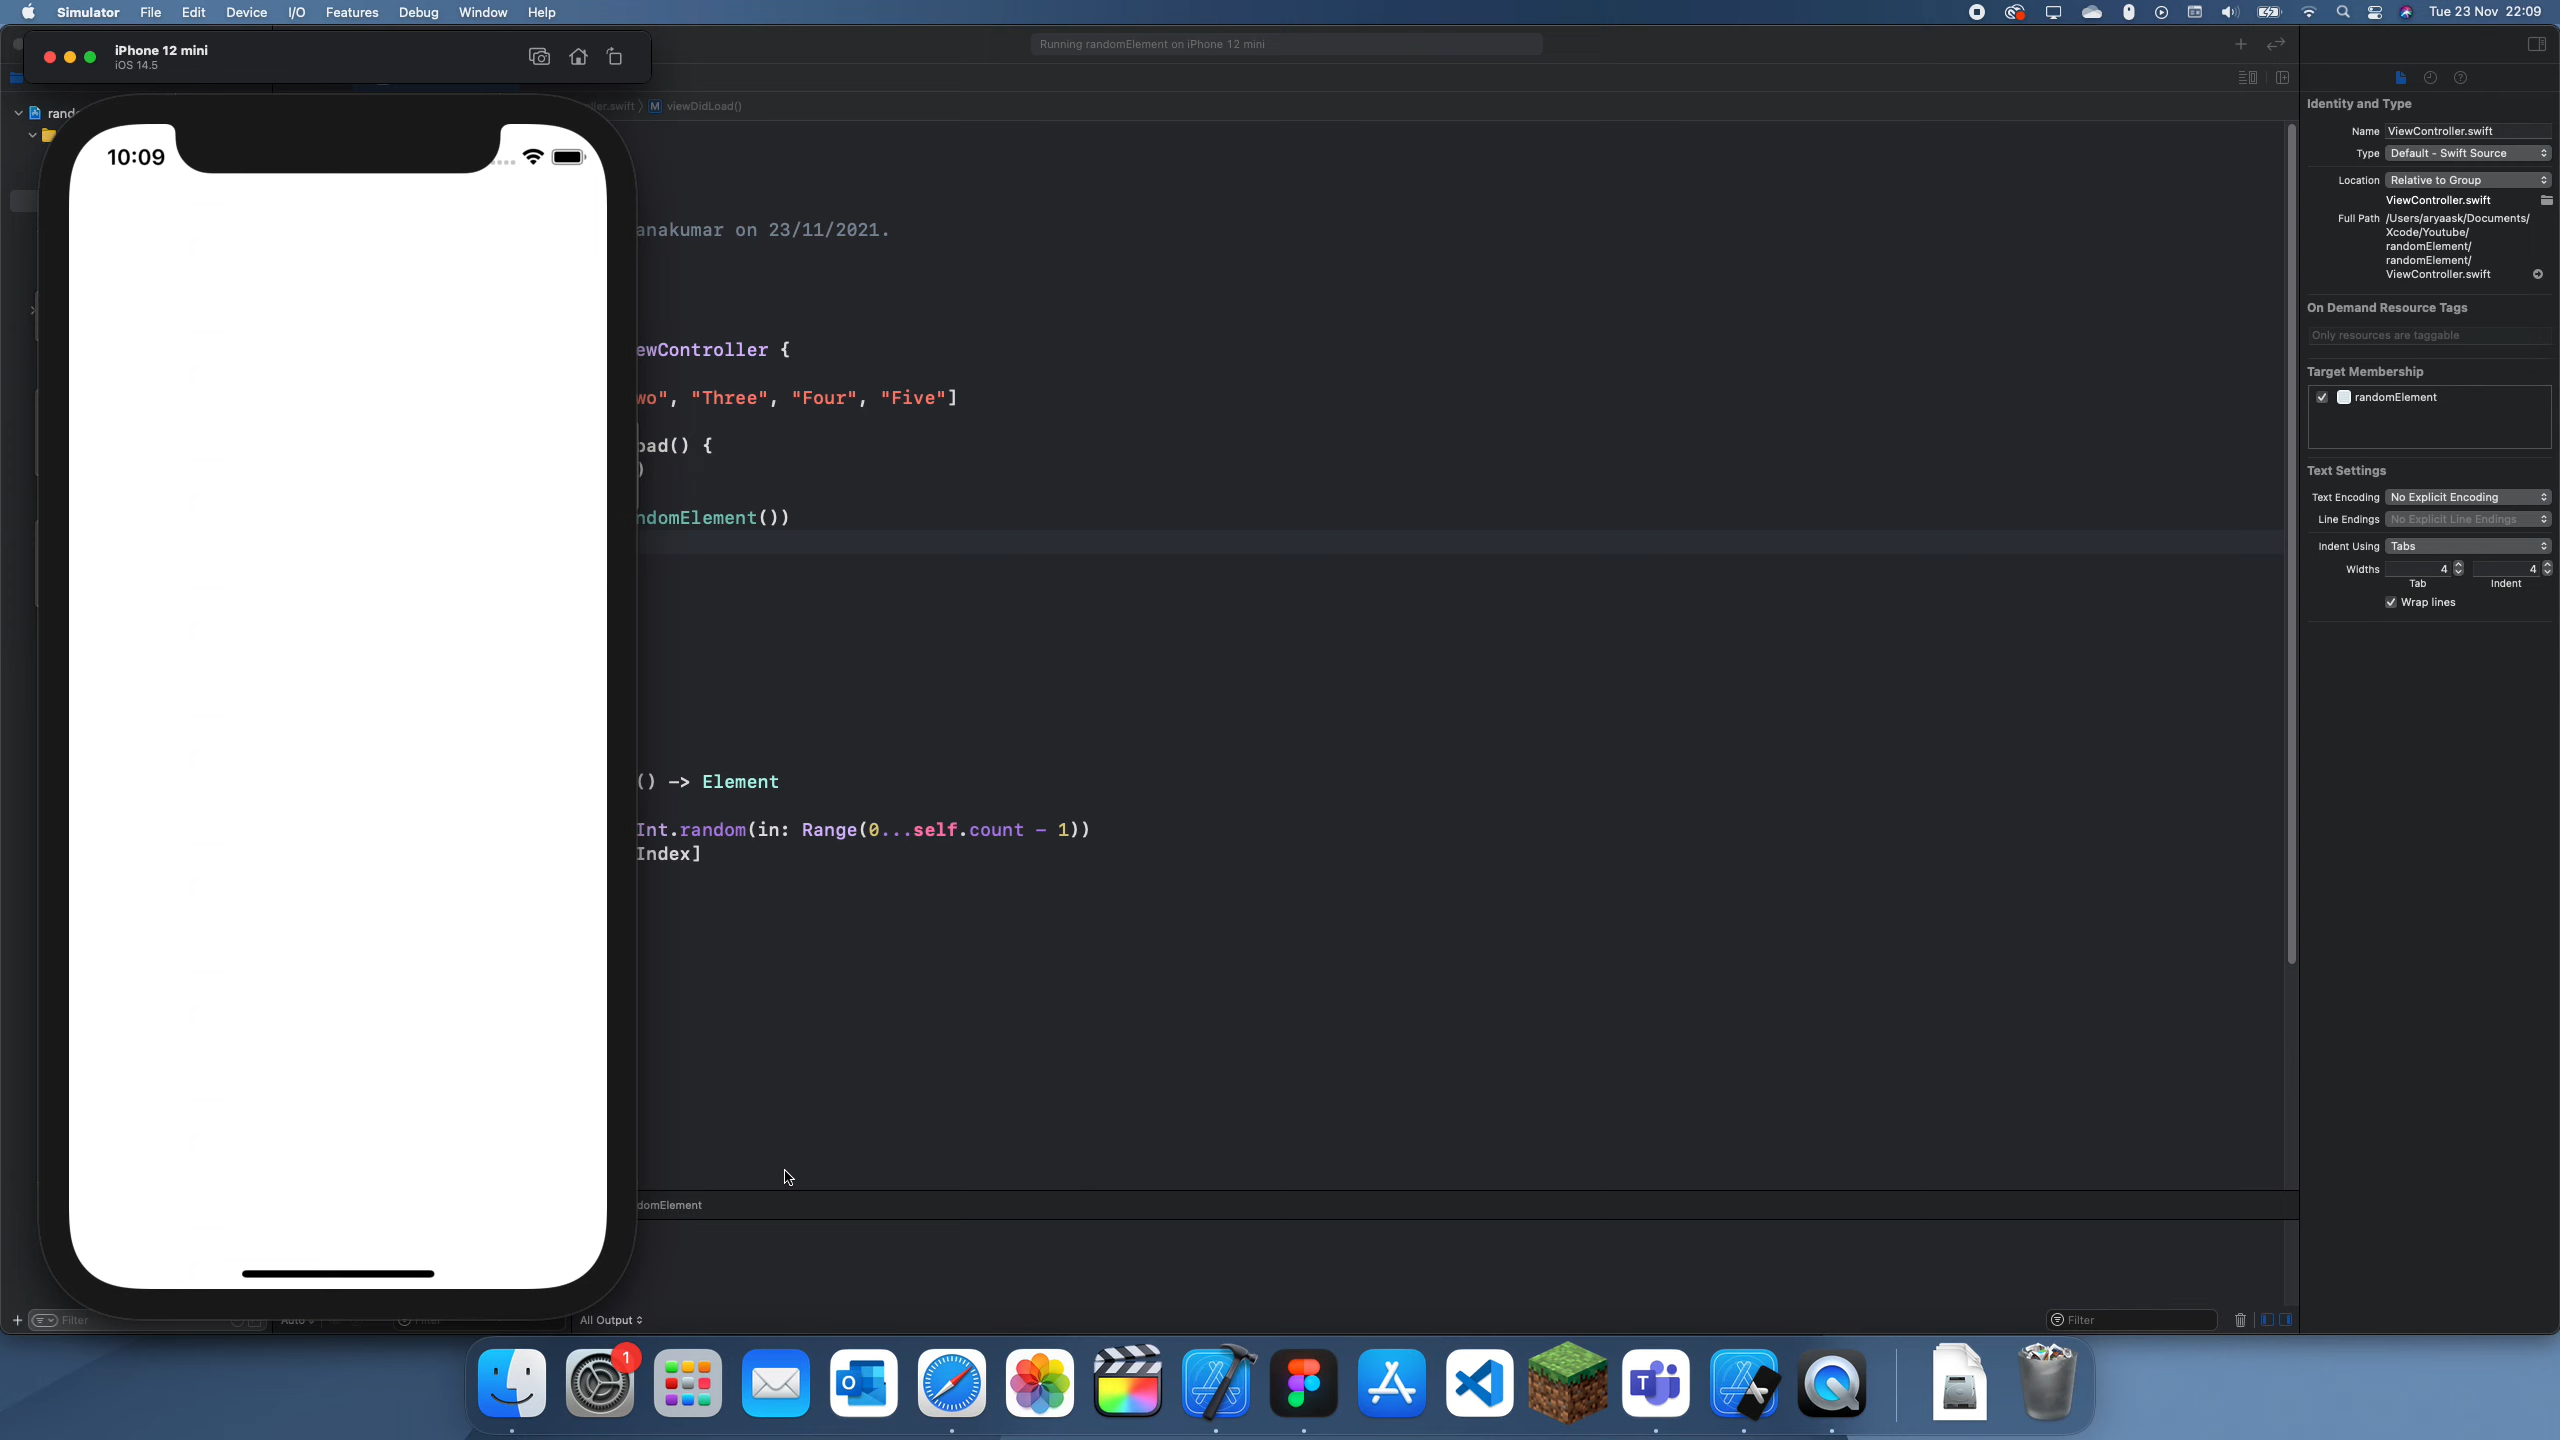 Simulator File Edit Device I/O Features Debug Window Help
Tue 23 Nov 22:09
iPhone 12 mini
iOS 14.5
Running randomElement on iPhone 12 mini
ller.swift 〉 M viewDidLoad()
rand
10:09
anakumar on 23/11/2021.
ewController {
wo", "Three", "Four", "Five"]
oad() {
)
ndomElement())
() -> Element
Int.random(in: Range(0...self.count - 1))
Index]
domElement
Filter
Auto
Filter
All Output
Filter
Identity and Type
Name ViewController.swift
Type Default - Swift Source
Location Relative to Group
ViewController.swift
Full Path /Users/aryaask/Documents/
Xcode/Youtube/
randomElement/
randomElement/
ViewController.swift
On Demand Resource Tags
Only resources are taggable
Target Membership
randomElement
Text Settings
Text Encoding No Explicit Encoding
Line Endings No Explicit Line Endings
Indent Using Tabs
Widths 4 4
Tab Indent
Wrap lines
1